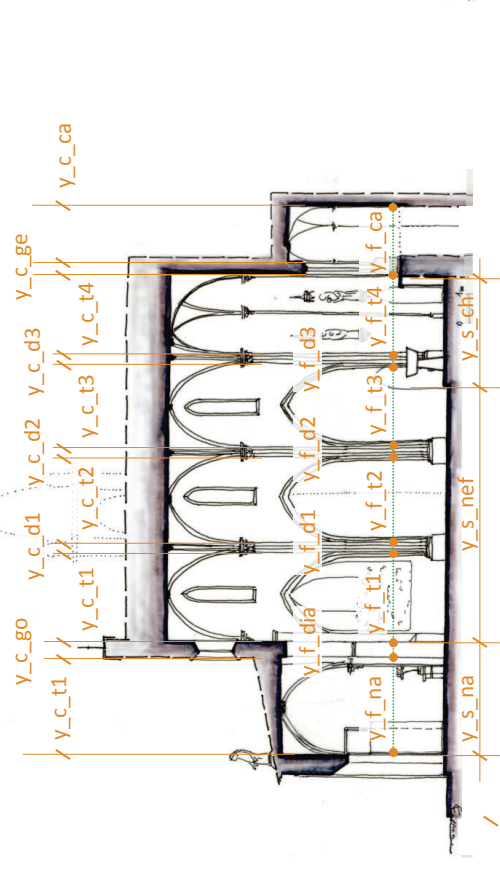 y_c_ca
y_c_ge
y_c_t4
y_c_d3
y_c_t3
y_c_d2
y_c_t2
y_c_d1
y_c_t1
y_c_go
y_c_t1
y_f_ca
y_f_t4
y_f_d3
y_f_t3
y_f_d2
y_f_t2
y_f_d1
y_f_t1
y_f_dia
y_f_na
y_s_ch
y_s_nef
y_s_na